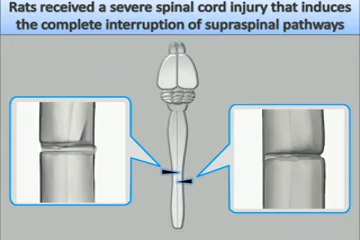 Rats received a severe spinal cord injury that induces
the complete interruption of supraspinal pathways